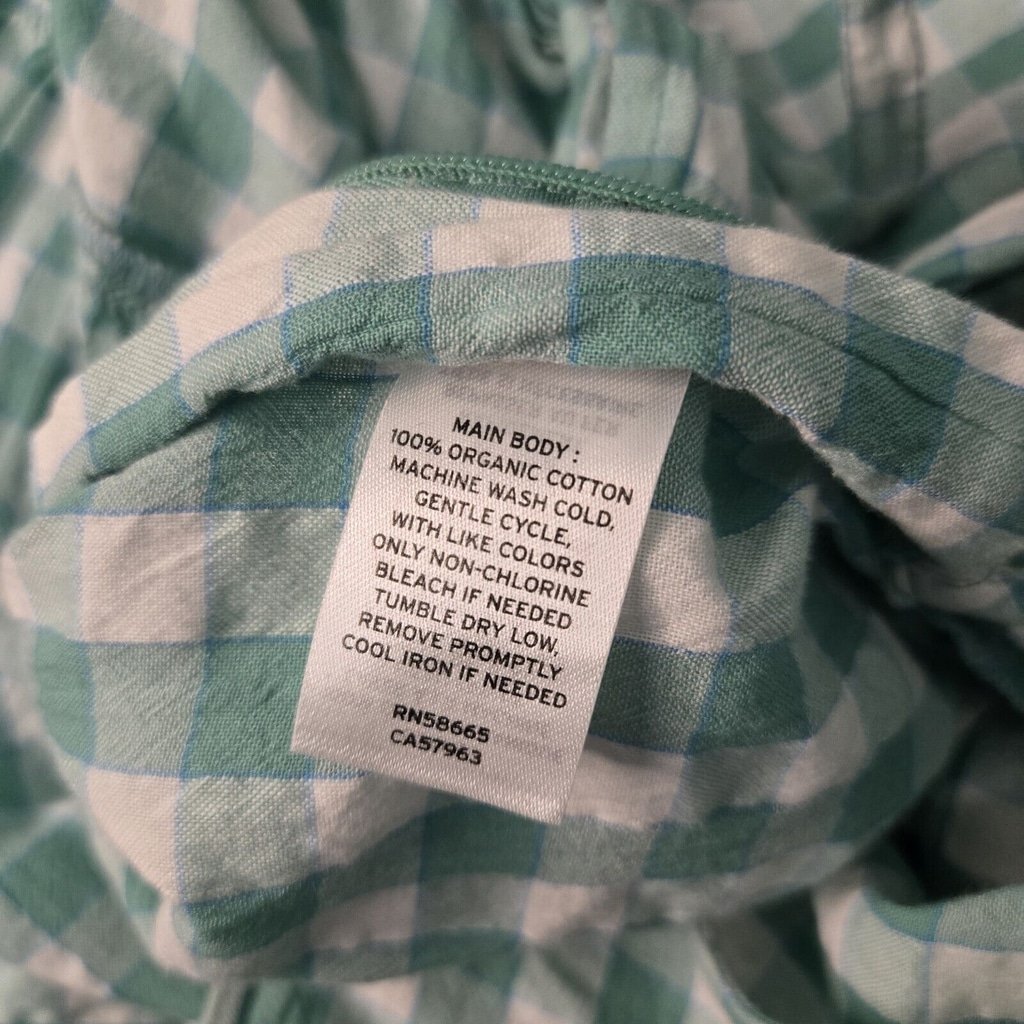 MAIN BODY :
100% ORGANIC COTTON
MACHINE WASH COLD,
GENTLE CYCLE,
WITH LIKE COLORS
ONLY NON-CHLORINE
BLEACH IF NEEDED
TUMBLE DRY LOW,
REMOVE PROMPTLY
COOL IRON IF NEEDED
RN58665
CA57963